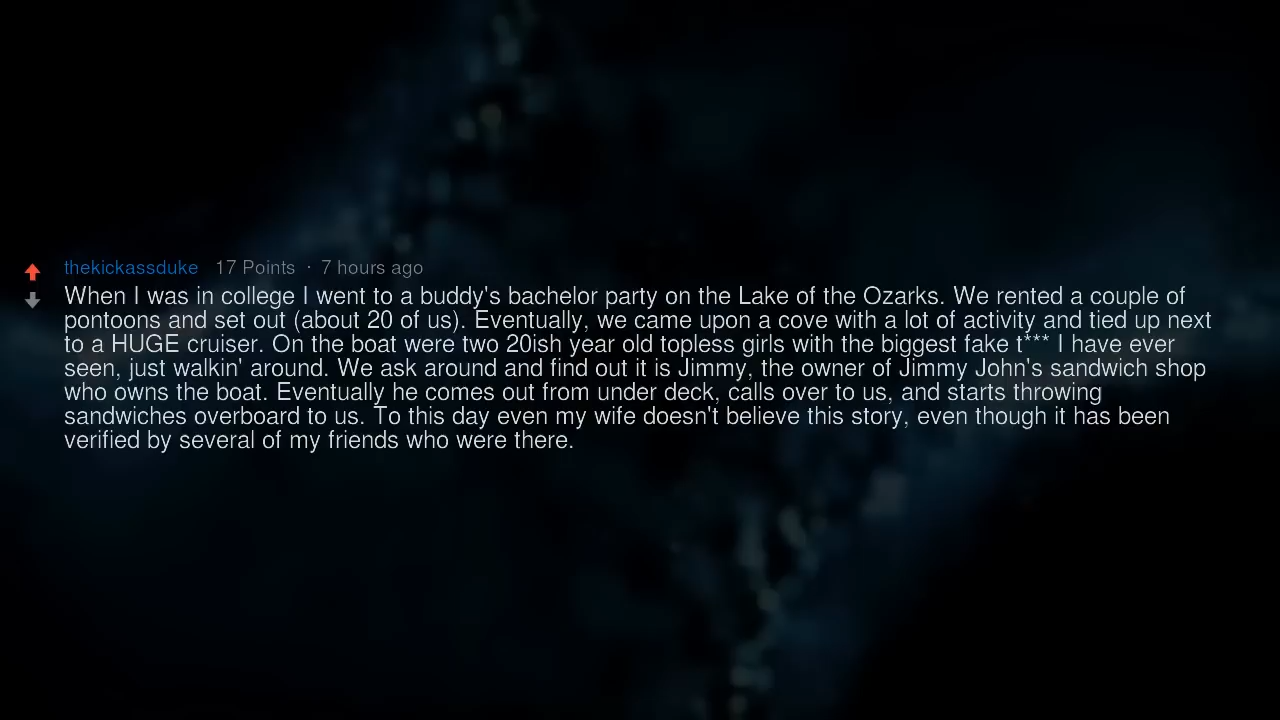 thekickassduke 17 Points · 7 hours ago
When I was in college I went to a buddy's bachelor party on the Lake of the Ozarks. We rented a couple of
pontoons and set out (about 20 of us). Eventually, we came upon a cove with a lot of activity and tied up next
to a HUGE cruiser. On the boat were two 20ish year old topless girls with the biggest fake t*** I have ever
seen, just walkin' around. We ask around and find out it is Jimmy, the owner of Jimmy John's sandwich shop
who owns the boat. Eventually he comes out from under deck, calls over to us, and starts throwing
sandwiches overboard to us. To this day even my wife doesn't believe this story, even though it has been
verified by several of my friends who were there.